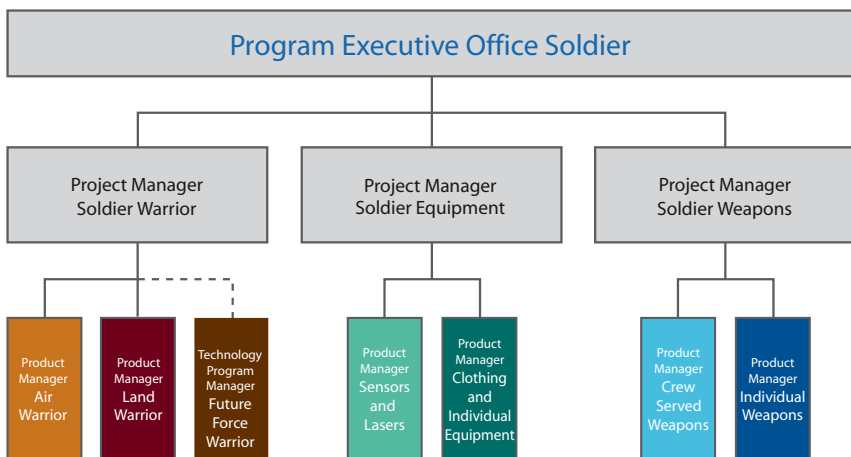 Program Executive Office Soldier
Project Manager
Soldier Warrior
Project Manager
Soldier Equipment
Project Manager
Soldier Weapons
Product
Manager
Air
Warrior
Product
Manager
Land
Warrior
Technology
Program
Manager
Future
Force
Warrior
Product
Manager
Sensors
and
Lasers
Product
Manager
Clothing
and
Individual
Equipment
Product
Manager
Crew
Served
Weapons
Product
Manager
Individual
Weapons